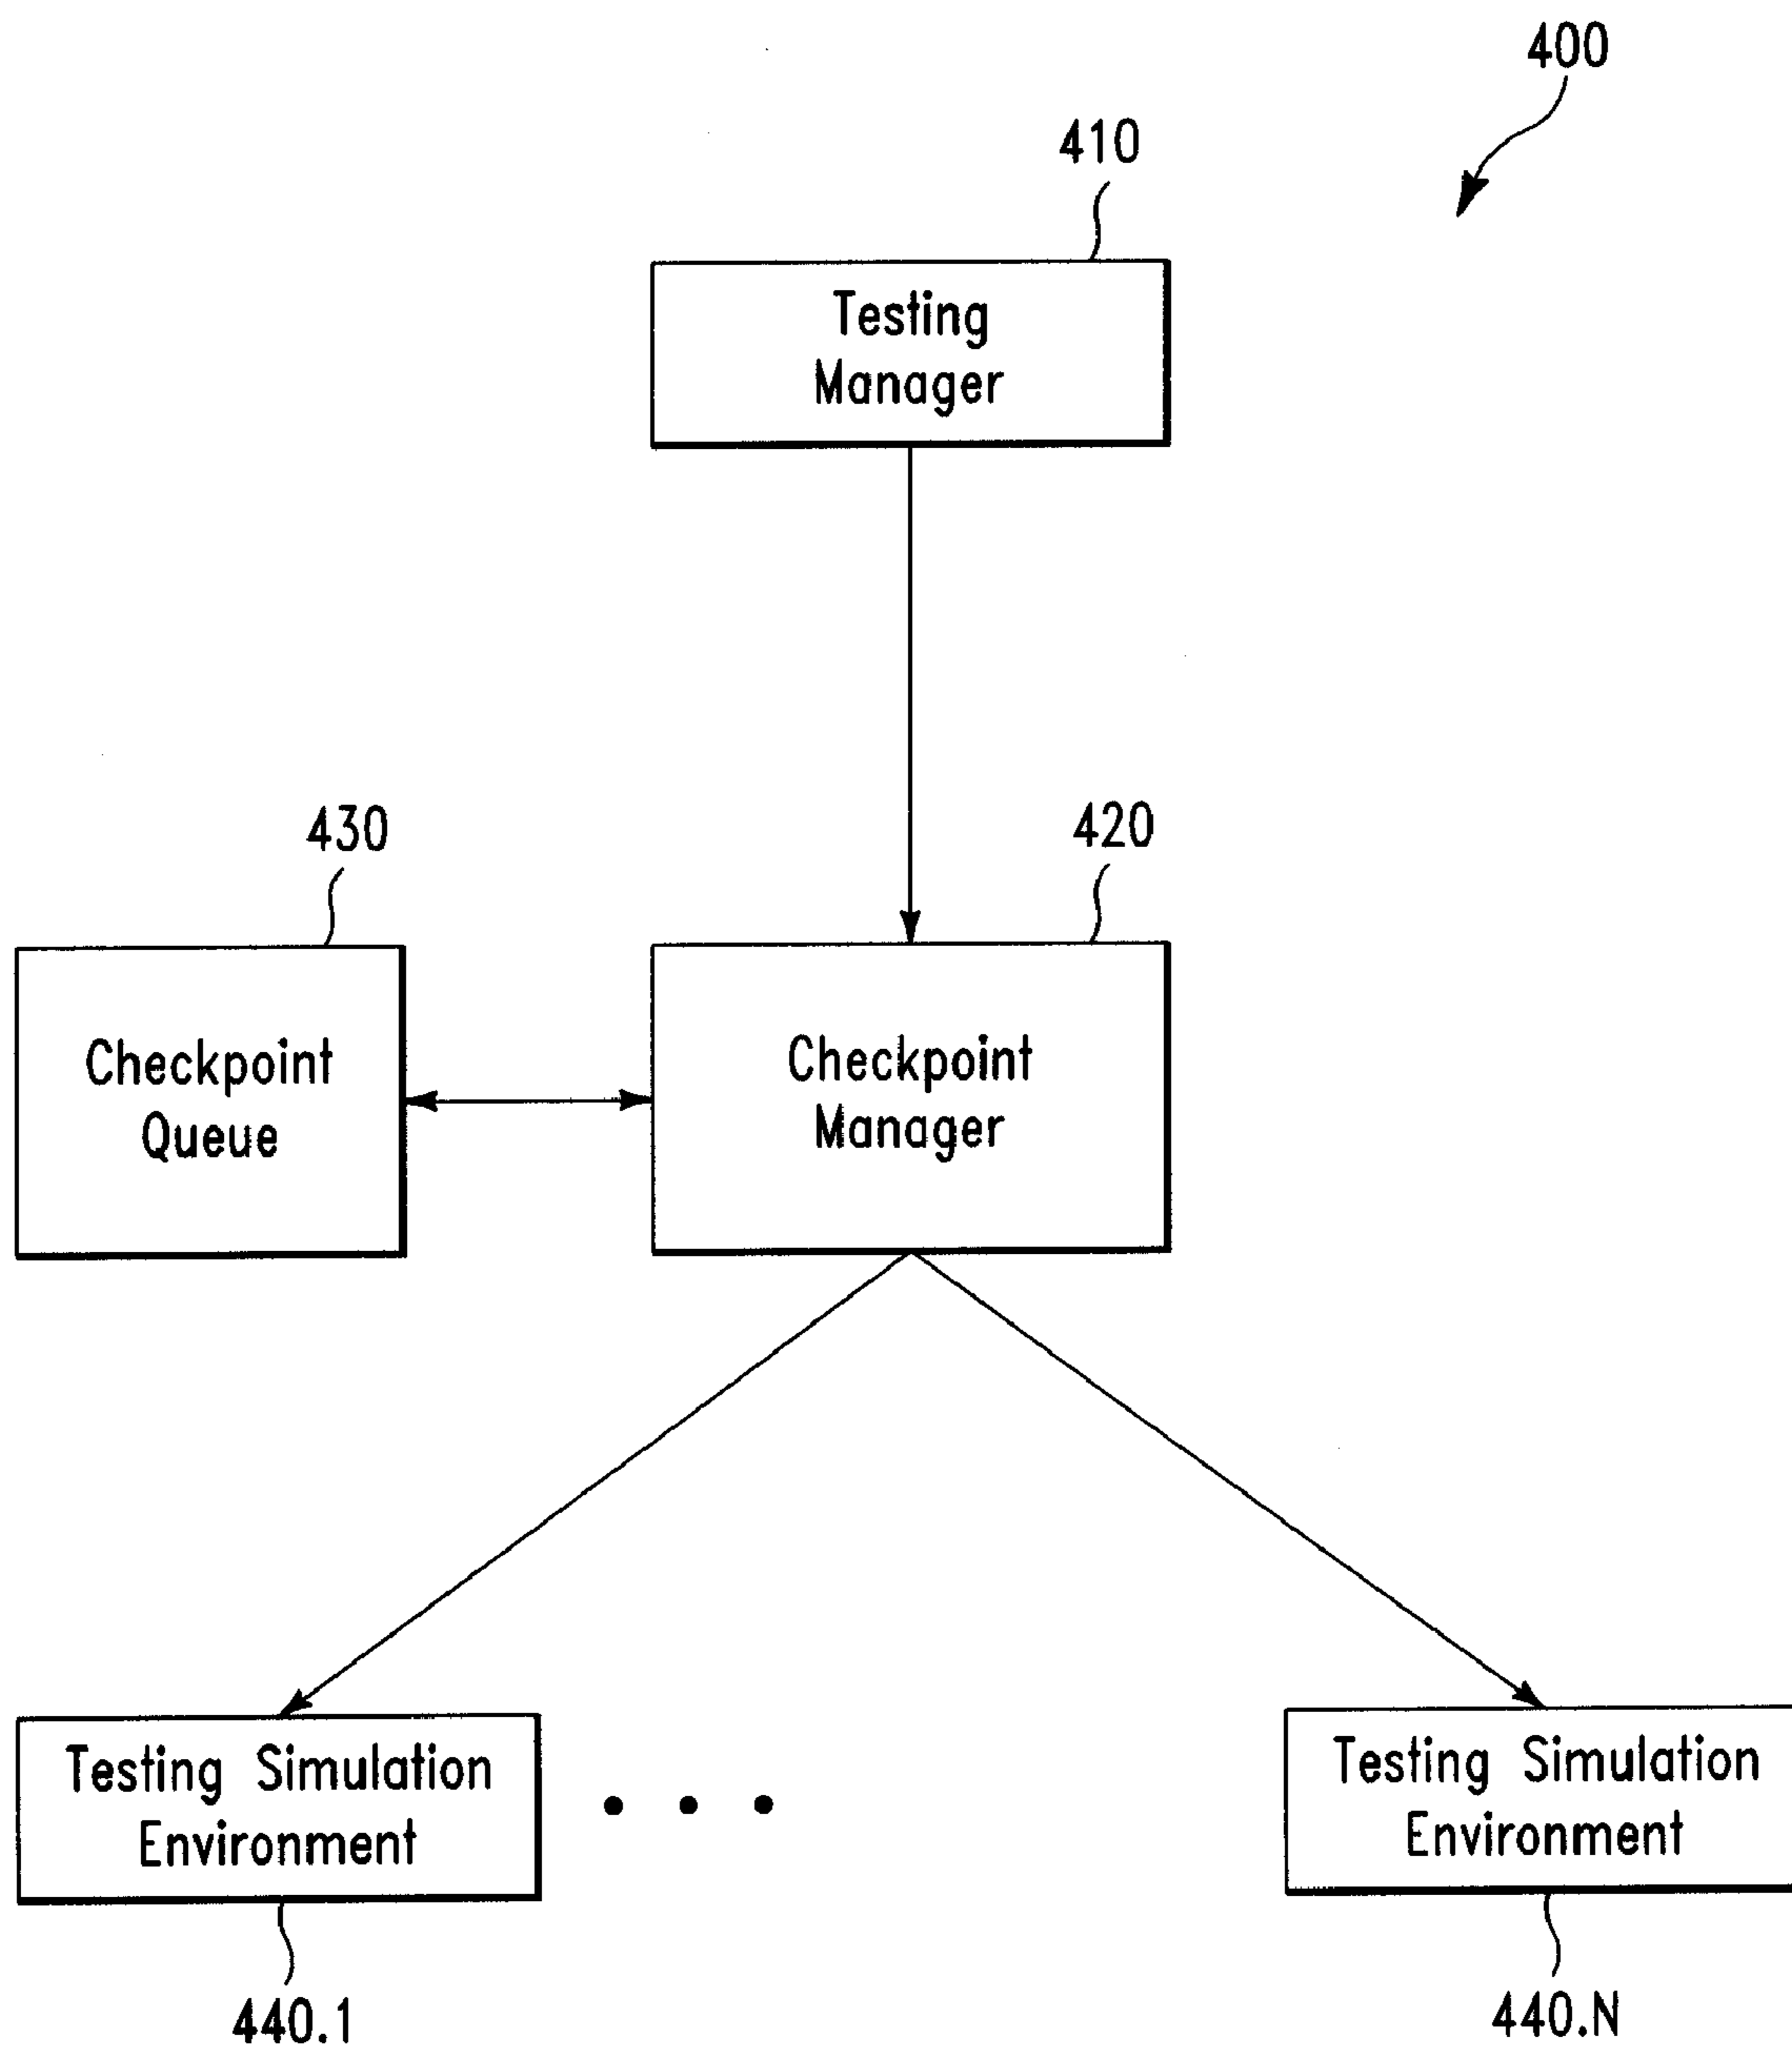 400
410
Testing
Manager
430
420
Checkpoint
Queue
Checkpoint
Manager
Testing Simulation
Environment
Testing Simulation
Environment
440.1
440.N